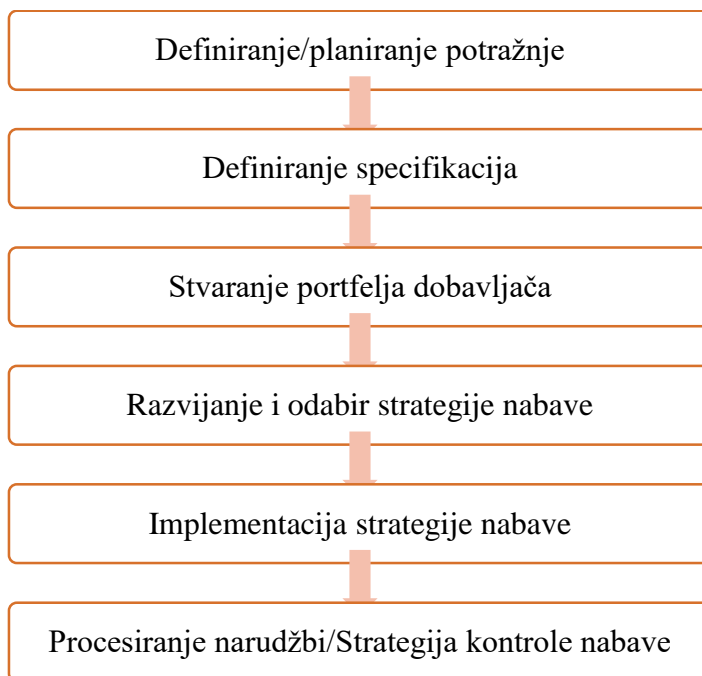 Definiranje/planiranje potražnje
Definiranje specifikacija
Stvaranje portfelja dobavljača
Razvijanje i odabir strategije nabave
Implementacija strategije nabave
Procesiranje narudžbi/Strategija kontrole nabave